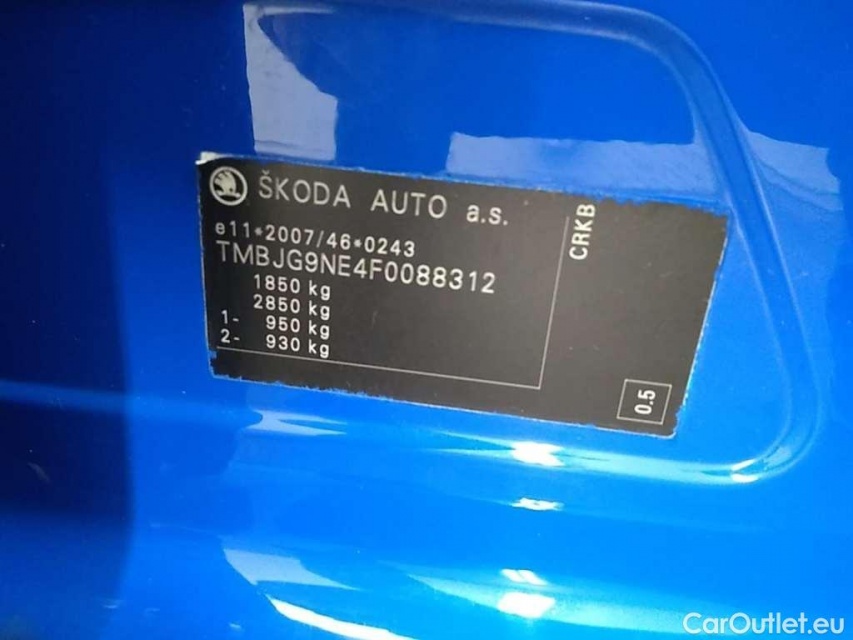 ŠKODA AUTO a.s.
e11*2007/46*0243
TMBJG9NE4F0088312
1850 kg
2850 kg
1- 950 kg
2- 930 kg
CRKB
0.5
CarOutlet.eu